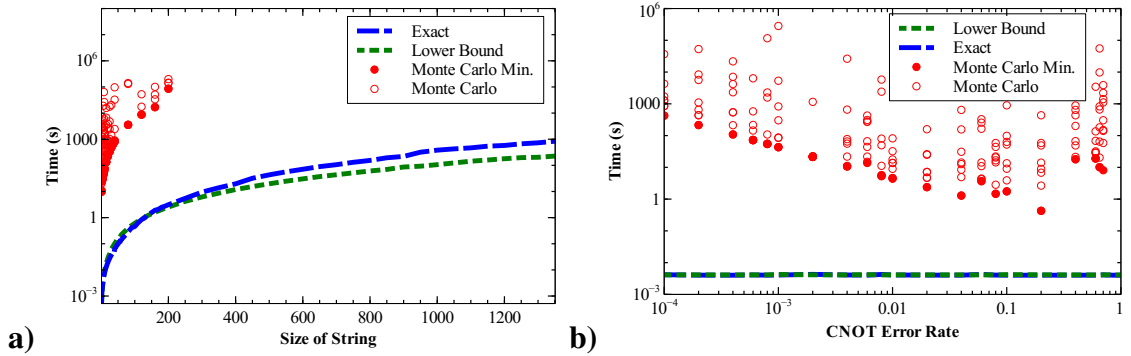 Exact
Lower Bound
Monte Carlo Min.
Monte Carlo
10^6
1000
1
10^-3
Time (s)
0 200 400 600 800 1000 1200
Size of String
a)
Lower Bound
Exact
Monte Carlo Min.
Monte Carlo
10^6
1000
1
10^-3
Time (s)
10^-4 10^-3 0.01 0.1 1
CNOT Error Rate
b)